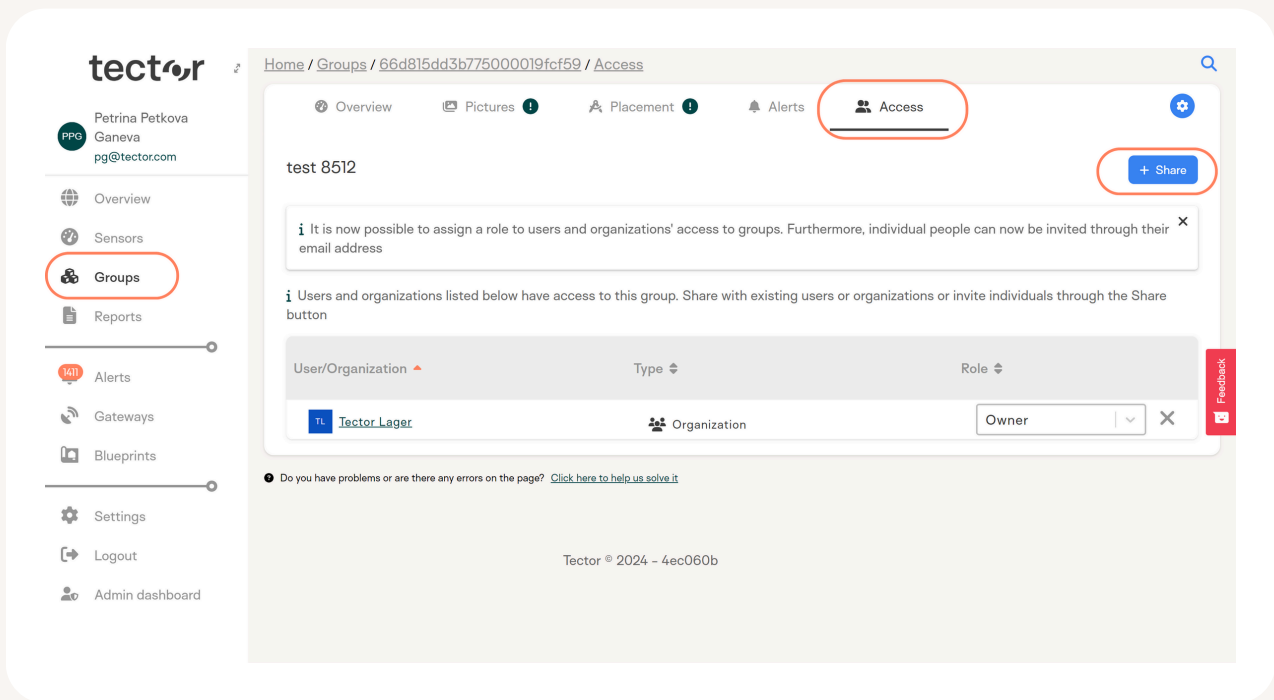 tector
Petrina Petkova
PPG
Ganeva
pg@tector.com
Overview
Sensors
Groups
Reports
1411
Alerts
Gateways
Blueprints
Settings
Logout
Admin dashboard
Home / Groups / 66d815dd3b775000019fcf59 / Access
Overview Pictures ! Placement ! Alerts Access
test 8512
+ Share
i It is now possible to assign a role to users and organizations' access to groups. Furthermore, individual people can now be invited through their
email address
i Users and organizations listed below have access to this group. Share with existing users or organizations or invite individuals through the Share
button
User/Organization Type Role
TL Tector Lager Organization Owner
Feedback
? Do you have problems or are there any errors on the page? Click here to help us solve it
Tector © 2024 - 4ec060b